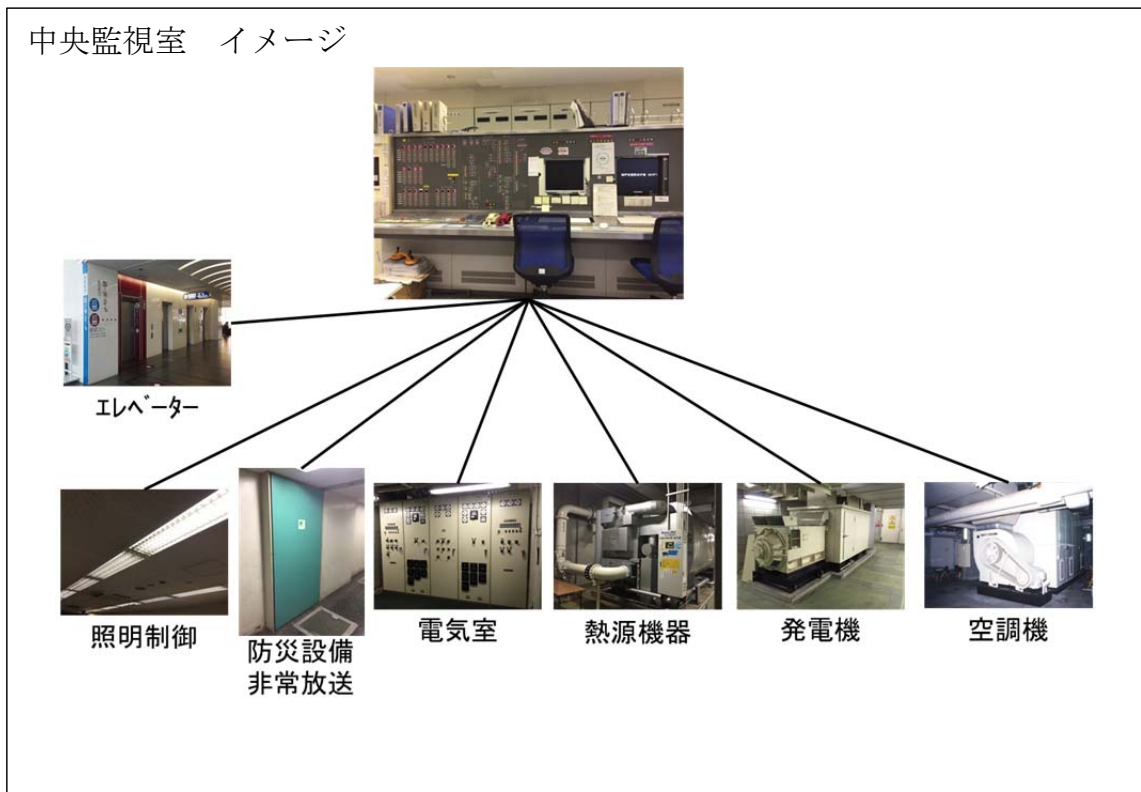 中央監視室　イメージ
エレベーター
照明制御
防災設備
非常放送
電気室
熱源機器
発電機
空調機